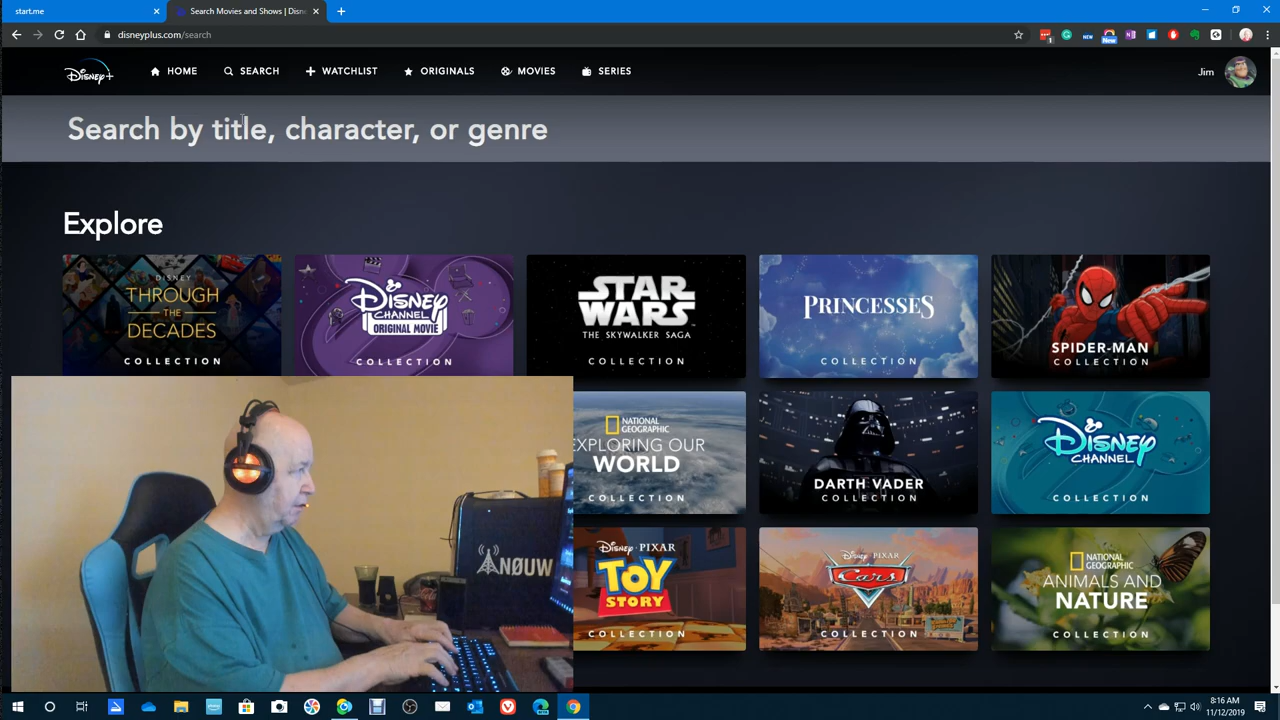 start.me
Search Movies and Shows | Disn
disneyplus.com/search
Disney+
HOME
SEARCH
WATCHLIST
ORIGINALS
MOVIES
SERIES
Jim
Search by title, character, or genre
Explore
DISNEY
THROUGH
THE
DECADES
COLLECTION
Disney
CHANNEL
ORIGINAL MOVIE
COLLECTION
STAR
WARS
THE SKYWALKER SAGA
COLLECTION
PRINCESSES
COLLECTION
SPIDER-MAN
COLLECTION
NATIONAL
GEOGRAPHIC
EXPLORING OUR
WORLD
COLLECTION
DARTH VADER
COLLECTION
Disney
CHANNEL
COLLECTION
Disney • PIXAR
TOY
STORY
COLLECTION
Disney • PIXAR
Cars
COLLECTION
NATIONAL
GEOGRAPHIC
ANIMALS AND
NATURE
COLLECTION
NØUW
8:16 AM
11/12/2019